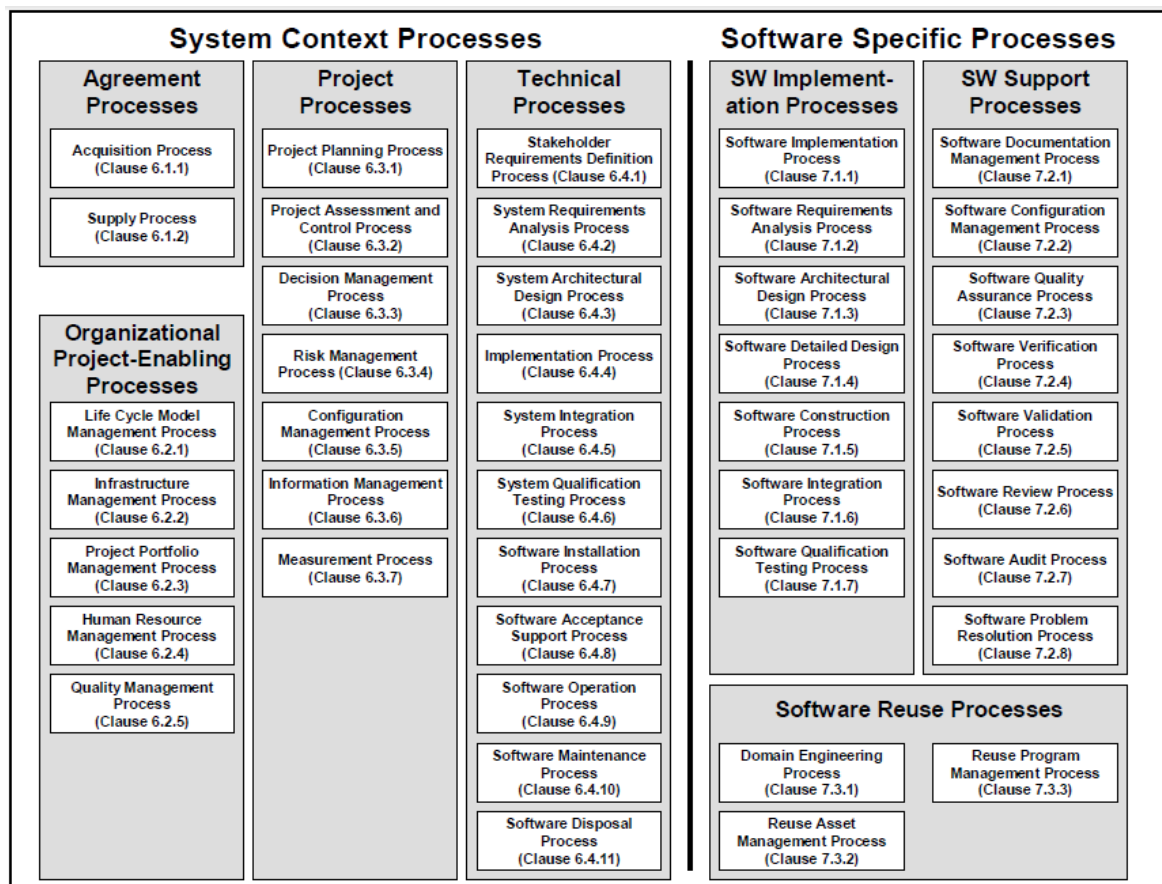 System Context Processes
Software Specific Processes
Agreement
Processes
Acquisition Process
(Clause 6.1.1)
Supply Process
(Clause 6.1.2)
Organizational
Project-Enabling
Processes
Life Cycle Model
Management Process
(Clause 6.2.1)
Infrastructure
Management Process
(Clause 6.2.2)
Project Portfolio
Management Process
(Clause 6.2.3)
Human Resource
Management Process
(Clause 6.2.4)
Quality Management
Process
(Clause 6.2.5)
Project
Processes
Project Planning Process
(Clause 6.3.1)
Project Assessment and
Control Process
(Clause 6.3.2)
Decision Management
Process
(Clause 6.3.3)
Risk Management
Process (Clause 6.3.4)
Configuration
Management Process
(Clause 6.3.5)
Information Management
Process
(Clause 6.3.6)
Measurement Process
(Clause 6.3.7)
Technical
Processes
Stakeholder
Requirements Definition
Process (Clause 6.4.1)
System Requirements
Analysis Process
(Clause 6.4.2)
System Architectural
Design Process
(Clause 6.4.3)
Implementation Process
(Clause 6.4.4)
System Integration
Process
(Clause 6.4.5)
System Qualification
Testing Process
(Clause 6.4.6)
Software Installation
Process
(Clause 6.4.7)
Software Acceptance
Support Process
(Clause 6.4.8)
Software Operation
Process
(Clause 6.4.9)
Software Maintenance
Process
(Clause 6.4.10)
Software Disposal
Process
(Clause 6.4.11)
SW Implement-
ation Processes
Software Implementation
Process
(Clause 7.1.1)
Software Requirements
Analysis Process
(Clause 7.1.2)
Software Architectural
Design Process
(Clause 7.1.3)
Software Detailed Design
Process
(Clause 7.1.4)
Software Construction
Process
(Clause 7.1.5)
Software Integration
Process
(Clause 7.1.6)
Software Qualification
Testing Process
(Clause 7.1.7)
SW Support
Processes
Software Documentation
Management Process
(Clause 7.2.1)
Software Configuration
Management Process
(Clause 7.2.2)
Software Quality
Assurance Process
(Clause 7.2.3)
Software Verification
Process
(Clause 7.2.4)
Software Validation
Process
(Clause 7.2.5)
Software Review Process
(Clause 7.2.6)
Software Audit Process
(Clause 7.2.7)
Software Problem
Resolution Process
(Clause 7.2.8)
Software Reuse Processes
Domain Engineering
Process
(Clause 7.3.1)
Reuse Asset
Management Process
(Clause 7.3.2)
Reuse Program
Management Process
(Clause 7.3.3)